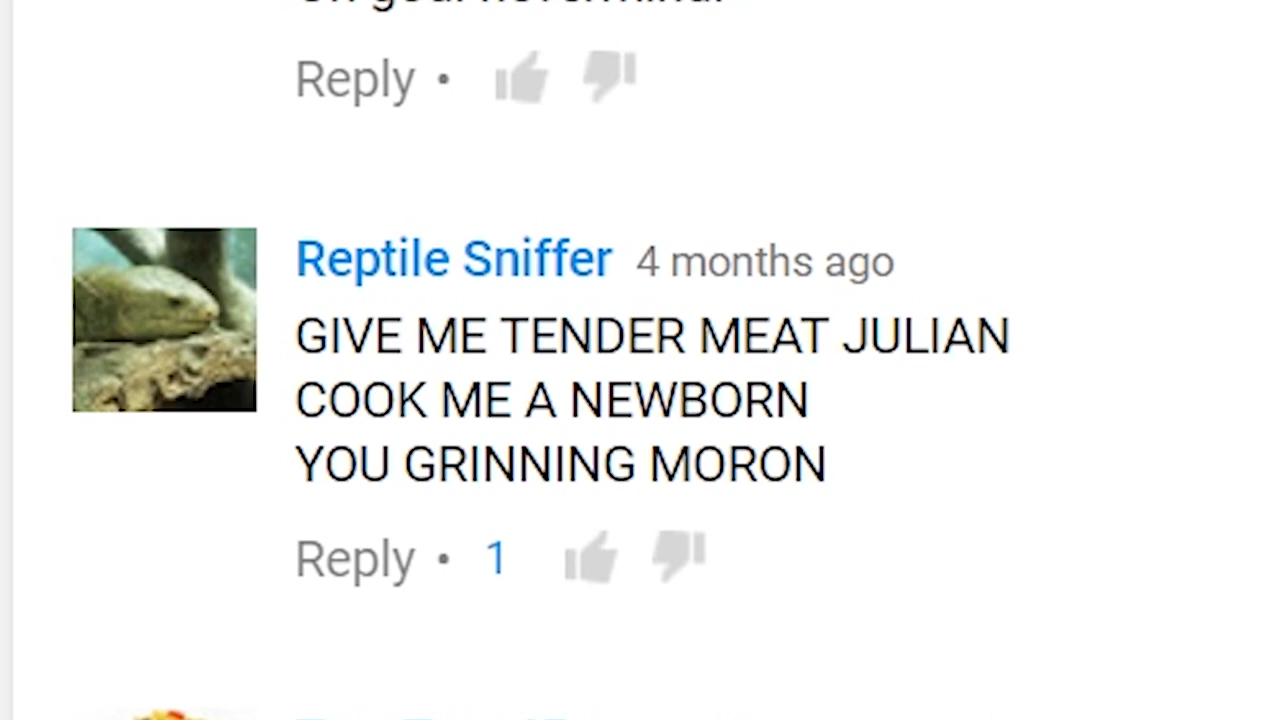 Reply •
Reptile Sniffer 4 months ago
GIVE ME TENDER MEAT JULIAN
COOK ME A NEWBORN
YOU GRINNING MORON
Reply • 1